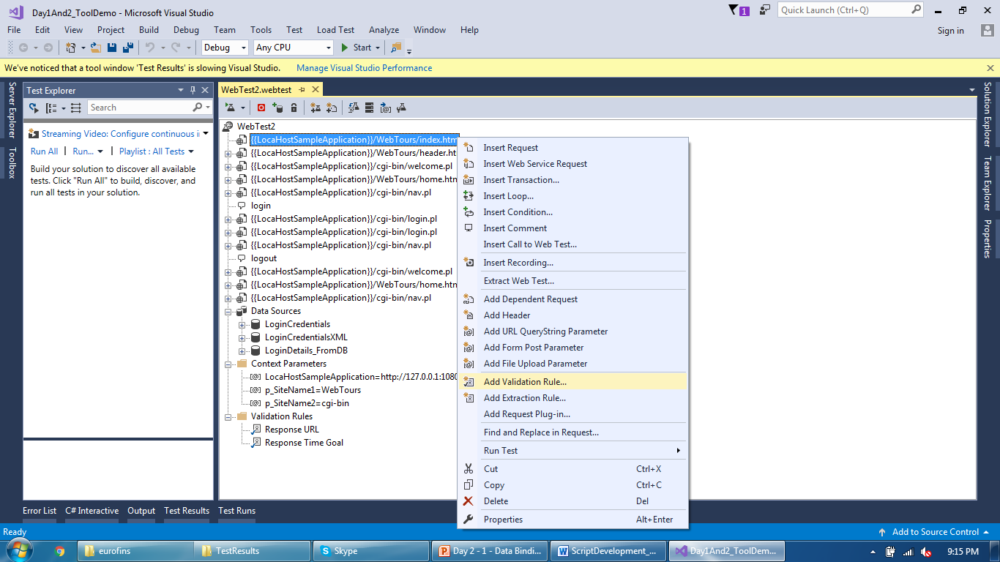 Day1And2_ToolDemo - Microsoft Visual Studio
1
Quick Launch (Ctrl+Q)
File Edit View Project Build Debug Team Tools Test Load Test Analyze Window Help
Sign in
Debug Any CPU Start
We've noticed that a tool window 'Test Results' is slowing Visual Studio. Manage Visual Studio Performance
Server Explorer
Toolbox
Test Explorer
Search
Streaming Video: Configure continuous i
Run All | Run... | Playlist : All Tests
Build your solution to discover all available
tests. Click "Run All" to build, discover, and
run all tests in your solution.
WebTest2.webtest
WebTest2
{{LocaHostSampleApplication}}/WebTours/index.htm
{{LocaHostSampleApplication}}/WebTours/header.ht
{{LocaHostSampleApplication}}/cgi-bin/welcome.pl
{{LocaHostSampleApplication}}/WebTours/home.htm
{{LocaHostSampleApplication}}/cgi-bin/nav.pl
login
{{LocaHostSampleApplication}}/cgi-bin/login.pl
{{LocaHostSampleApplication}}/cgi-bin/login.pl
{{LocaHostSampleApplication}}/cgi-bin/nav.pl
logout
{{LocaHostSampleApplication}}/cgi-bin/welcome.pl
{{LocaHostSampleApplication}}/WebTours/home.htm
{{LocaHostSampleApplication}}/cgi-bin/nav.pl
Data Sources
LoginCredentials
LoginCredentialsXML
LoginDetails_FromDB
Context Parameters
LocaHostSampleApplication=http://127.0.0.1:1080
p_SiteName1=WebTours
p_SiteName2=cgi-bin
Validation Rules
Response URL
Response Time Goal
Insert Request
Insert Web Service Request
Insert Transaction...
Insert Loop...
Insert Condition...
Insert Comment
Insert Call to Web Test...
Insert Recording...
Extract Web Test...
Add Dependent Request
Add Header
Add URL QueryString Parameter
Add Form Post Parameter
Add File Upload Parameter
Add Validation Rule...
Add Extraction Rule...
Add Request Plug-in...
Find and Replace in Request...
Run Test
Cut Ctrl+X
Copy Ctrl+C
Delete Del
Properties Alt+Enter
Solution Explorer
Team Explorer
Properties
Error List C# Interactive Output Test Results Test Runs
Ready
Add to Source Control
eurofins TestResults Skype Day 2 - 1 - Data Bindi... ScriptDevelopment_... Day1And2_ToolDem... 9:15 PM